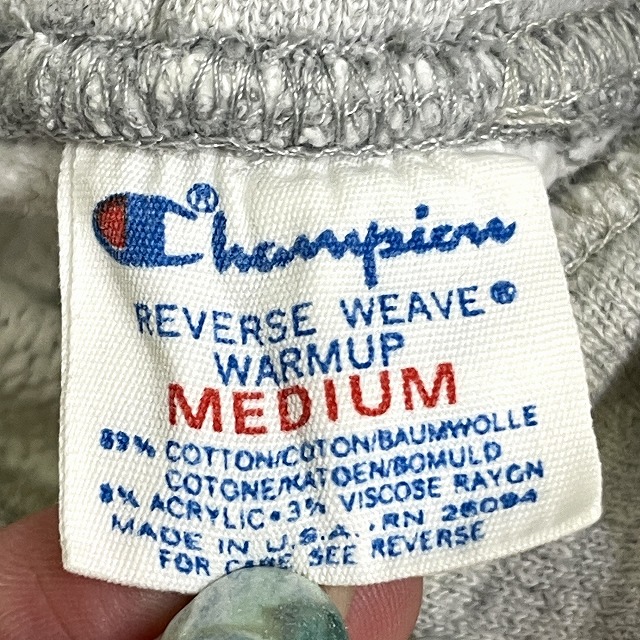 Champion®
REVERSE WEAVE®
WARMUP
MEDIUM
89% COTTON/COTON/BAUMWOLLE
COTONE/KATOEN/BOMULD
8% ACRYLIC • 3% VISCOSE RAYON
MADE IN U.S.A. . RN 26094
FOR CARE SEE REVERSE